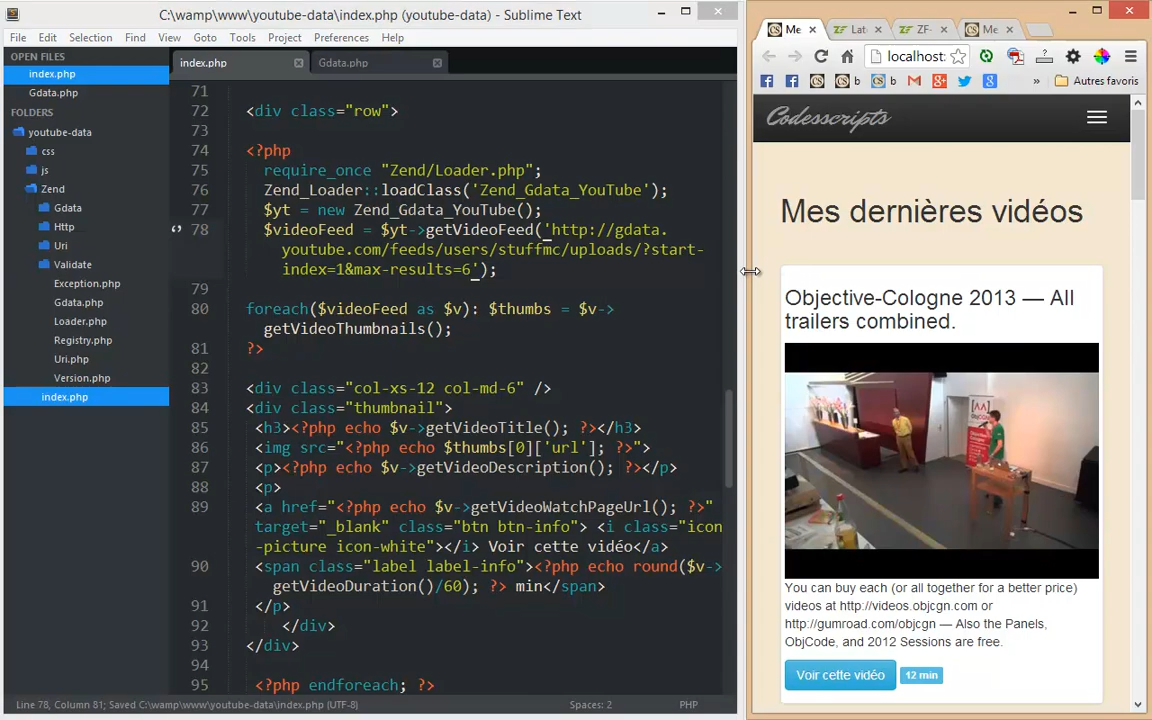 C:\wamp\www\youtube-data\index.php (youtube-data) - Sublime Text
File Edit Selection Find View Goto Tools Project Preferences Help
OPEN FILES
index.php
Gdata.php
FOLDERS
youtube-data
css
js
Zend
Gdata
Http
Uri
Validate
Exception.php
Gdata.php
Loader.php
Registry.php
Uri.php
Version.php
index.php
index.php
Gdata.php
71
72 <div class="row">
73
74 <?php
75 require_once "Zend/Loader.php";
76 Zend_Loader::loadClass('Zend_Gdata_YouTube');
77 $yt = new Zend_Gdata_YouTube();
78 $videoFeed = $yt->getVideoFeed('http://gdata.
youtube.com/feeds/users/stuffmc/uploads/?start-
index=1&max-results=6');
79
80 foreach($videoFeed as $v): $thumbs = $v->
getVideoThumbnails();
81 ?>
82
83 <div class="col-xs-12 col-md-6" />
84 <div class="thumbnail">
85 <h3><?php echo $v->getVideoTitle(); ?></h3>
86 <img src="<?php echo $thumbs[0]['url']; ?>">
87 <p><?php echo $v->getVideoDescription(); ?></p>
88 <p>
89 <a href="<?php echo $v->getVideoWatchPageUrl(); ?>"
target="_blank" class="btn btn-info"> <i class="icon
-picture icon-white"></i> Voir cette vidéo</a>
90 <span class="label label-info"><?php echo round($v->
getVideoDuration()/60); ?> min</span>
91 </p>
92 </div>
93 </div>
94
95 <?php endforeach; ?>
Line 78, Column 81; Saved C:\wamp\www\youtube-data\index.php (UTF-8)
Spaces: 2
PHP
Me
Lat
ZF-
Me
localhost:
b
b
Autres favoris
Codesscripts
Mes dernières vidéos
Objective-Cologne 2013 — All
trailers combined.
You can buy each (or all together for a better price)
videos at http://videos.objcgn.com or
http://gumroad.com/objcgn — Also the Panels,
ObjCode, and 2012 Sessions are free.
Voir cette vidéo
12 min